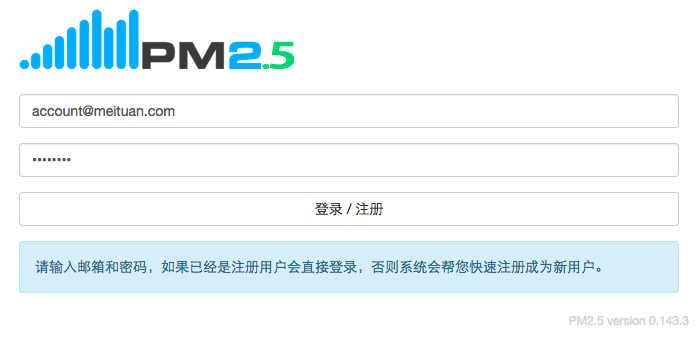 PM2.5
account@meituan.com
••••••••
登录 / 注册
请输入邮箱和密码，如果已经是注册用户会直接登录，否则系统会帮您快速注册成为新用户。
PM2.5 version 0.143.3